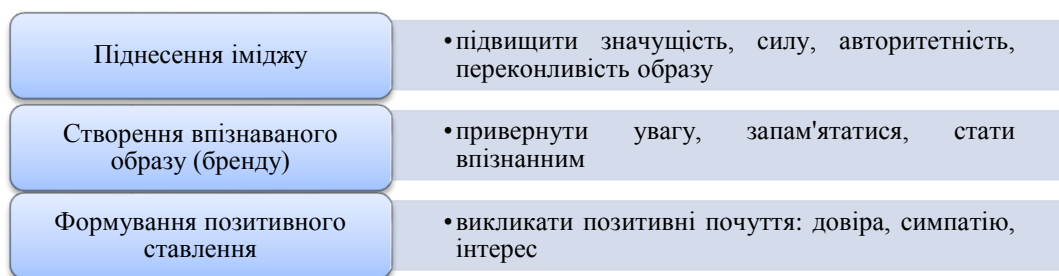 Піднесення іміджу
•підвищити значущість, силу, авторитетність,
переконливість образу
Створення впізнаваного
образу (бренду)
•привернути увагу, запам'ятатися, стати
впізнанним
Формування позитивного
ставлення
•викликати позитивні почуття: довіра, симпатію,
інтерес